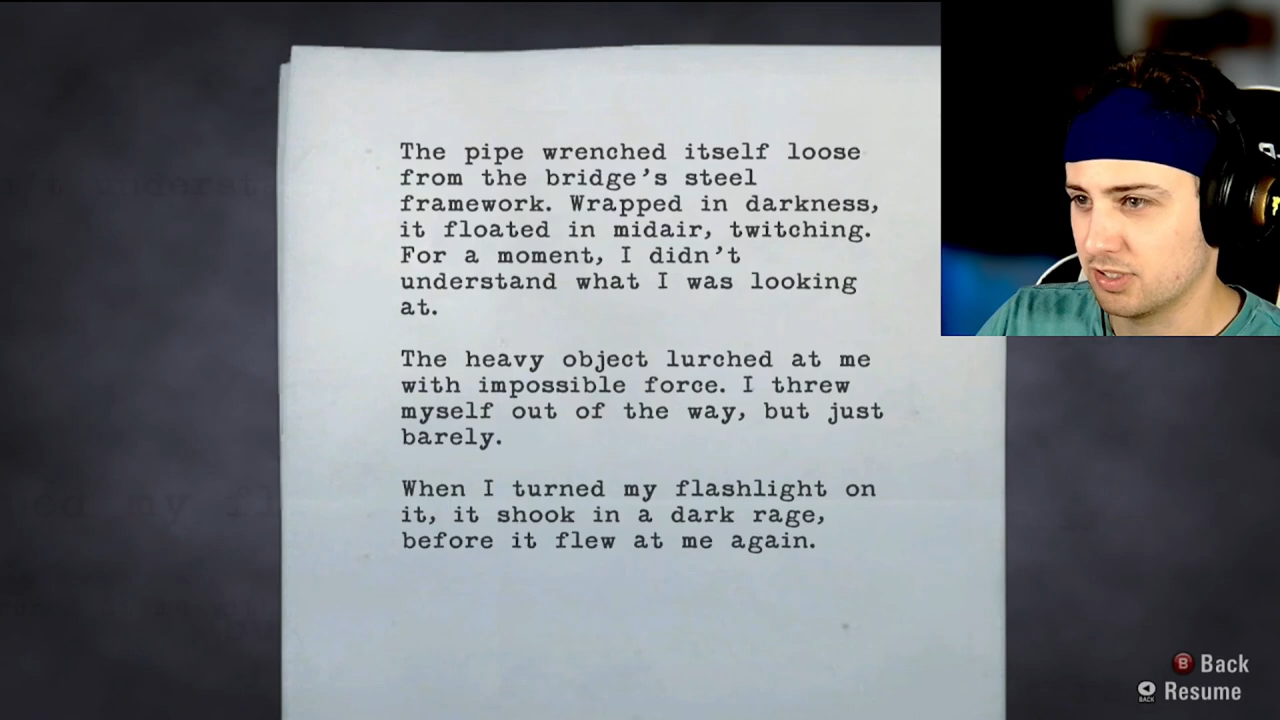 The pipe wrenched itself loose
from the bridge's steel
framework. Wrapped in darkness,
it floated in midair, twitching.
For a moment, I didn't
understand what I was looking
at.
The heavy object lurched at me
with impossible force. I threw
myself out of the way, but just
barely.
When I turned my flashlight on
it, it shook in a dark rage,
before it flew at me again.
B Back
BACK Resume